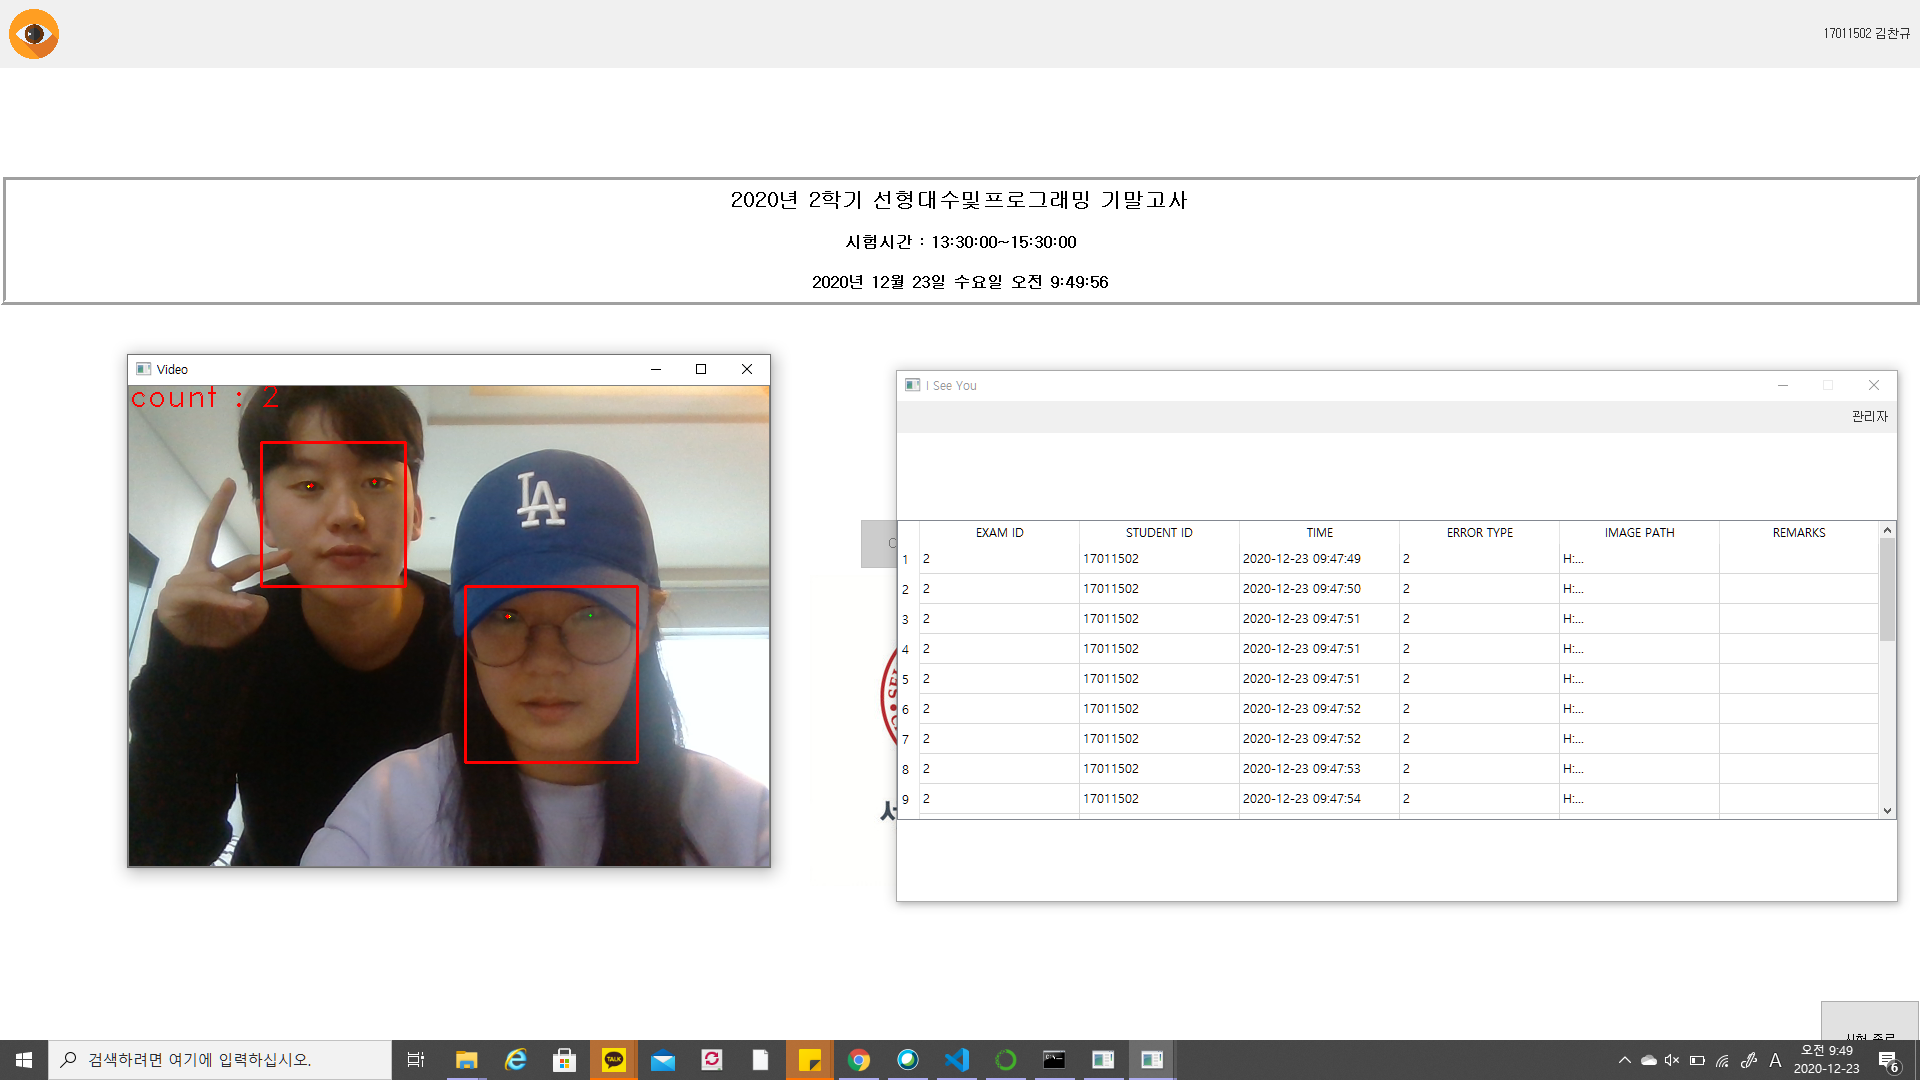 17011502 김찬규
2020년 2학기 선형대수및프로그래밍 기말고사
시험시간 : 13:30:00~15:30:00
2020년 12월 23일 수요일 오전 9:49:56
Video
count : 2
LA
I See You
관리자
EXAM ID STUDENT ID TIME ERROR TYPE IMAGE PATH REMARKS
1 2 17011502 2020-12-23 09:47:49 2 H:...
2 2 17011502 2020-12-23 09:47:50 2 H:...
3 2 17011502 2020-12-23 09:47:51 2 H:...
4 2 17011502 2020-12-23 09:47:51 2 H:...
5 2 17011502 2020-12-23 09:47:51 2 H:...
6 2 17011502 2020-12-23 09:47:52 2 H:...
7 2 17011502 2020-12-23 09:47:52 2 H:...
8 2 17011502 2020-12-23 09:47:53 2 H:...
9 2 17011502 2020-12-23 09:47:54 2 H:...
시험 종료
검색하려면 여기에 입력하십시오.
TALK
A
오전 9:49
2020-12-23
6